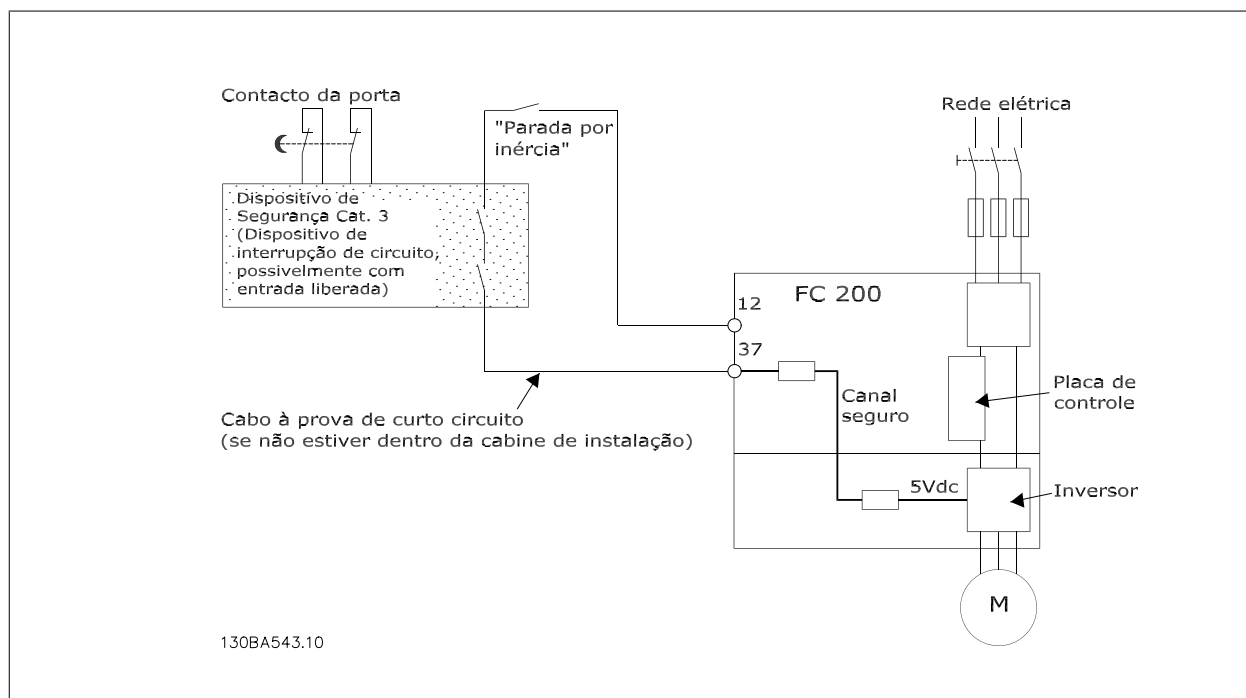 Contacto da porta
"Parada por
inércia"
Rede elétrica
Dispositivo de
Segurança Cat. 3
(Dispositivo de
interrupção de circuito,
possivelmente com
entrada liberada)
12
FC 200
37
Canal
seguro
Placa de
controle
Cabo à prova de curto circuito
(se não estiver dentro da cabine de instalação)
5Vdc
Inversor
M
130BA543.10